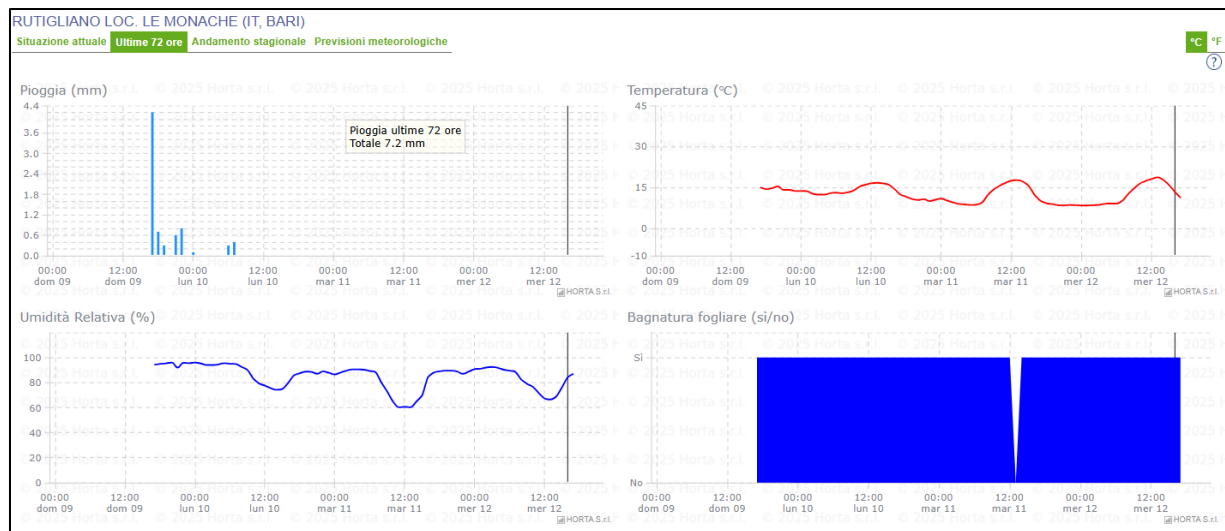 RUTIGLIANO LOC. LE MONACHE (IT, BARI)
Situazione attuale Ultime 72 ore Andamento stagionale Previsioni meteorologiche
°C °F
?
Pioggia (mm)
4.4
3.6
3.0
2.4
1.8
1.2
0.6
0.0
Pioggia ultime 72 ore
Totale 7.2 mm
00:00 12:00 00:00 12:00 00:00 12:00 00:00 12:00
dom 09 dom 09 lun 10 lun 10 mar 11 mar 11 mer 12 mer 12
HORTA S.r.l.
Temperatura (°C)
45
30
15
0
-10
00:00 12:00 00:00 12:00 00:00 12:00 00:00 12:00
dom 09 dom 09 lun 10 lun 10 mar 11 mar 11 mer 12 mer 12
HORTA S.r.l.
Umidità Relativa (%)
100
80
60
40
20
0
00:00 12:00 00:00 12:00 00:00 12:00 00:00 12:00
dom 09 dom 09 lun 10 lun 10 mar 11 mar 11 mer 12 mer 12
HORTA S.r.l.
Bagnatura fogliare (si/no)
Sì
No
00:00 12:00 00:00 12:00 00:00 12:00 00:00 12:00
dom 09 dom 09 lun 10 lun 10 mar 11 mar 11 mer 12 mer 12
HORTA S.r.l.
© 2025 Horta s.r.l.